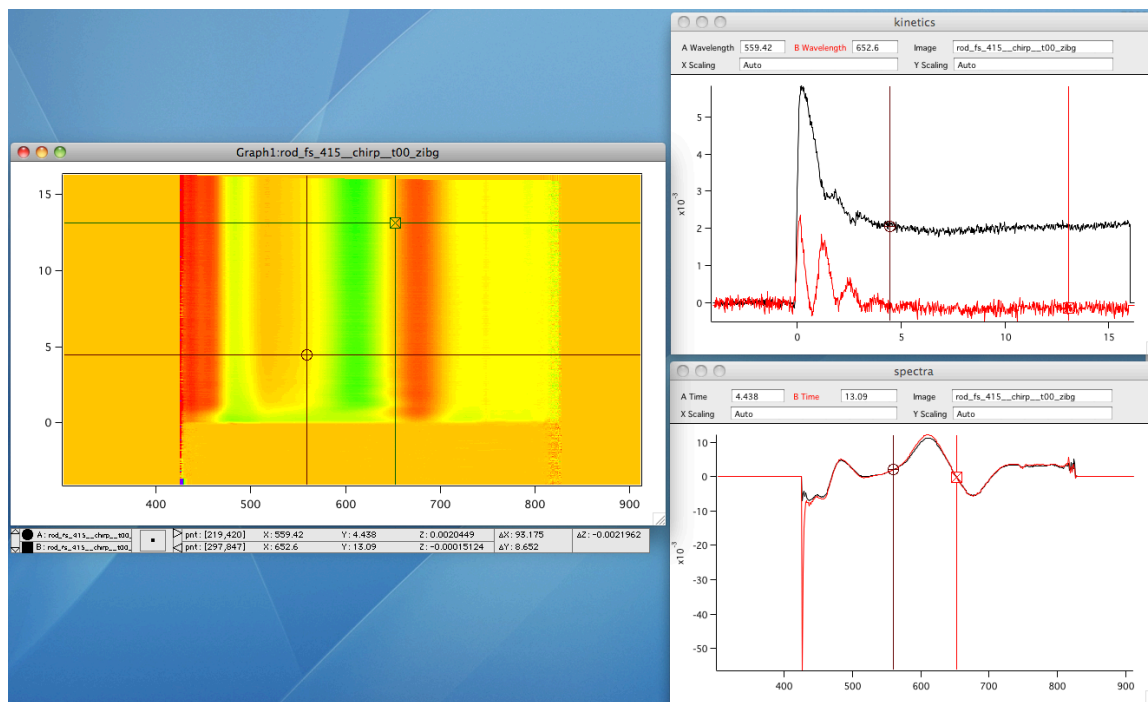 Graph1:rod_fs_415__chirp__t00_zibg
15
10
5
0
400 500 600 700 800 900
A: rod_fs_415__chirp__t00_ pnt: [219,420] X: 559.42 Y: 4.438 Z: 0.0020449 ΔX: 93.175 ΔZ: -0.0021962
B: rod_fs_415__chirp__t00_ pnt: [297,847] X: 652.6 Y: 13.09 Z: -0.00015124 ΔY: 8.652
kinetics
A Wavelength 559.42 B Wavelength 652.6 Image rod_fs_415__chirp__t00_zibg
X Scaling Auto Y Scaling Auto
5
4
3
2
1
0
x10⁻³
0 5 10 15
spectra
A Time 4.438 B Time 13.09 Image rod_fs_415__chirp__t00_zibg
X Scaling Auto Y Scaling Auto
10
0
-10
-20
-30
-40
-50
x10⁻³
400 500 600 700 800 900